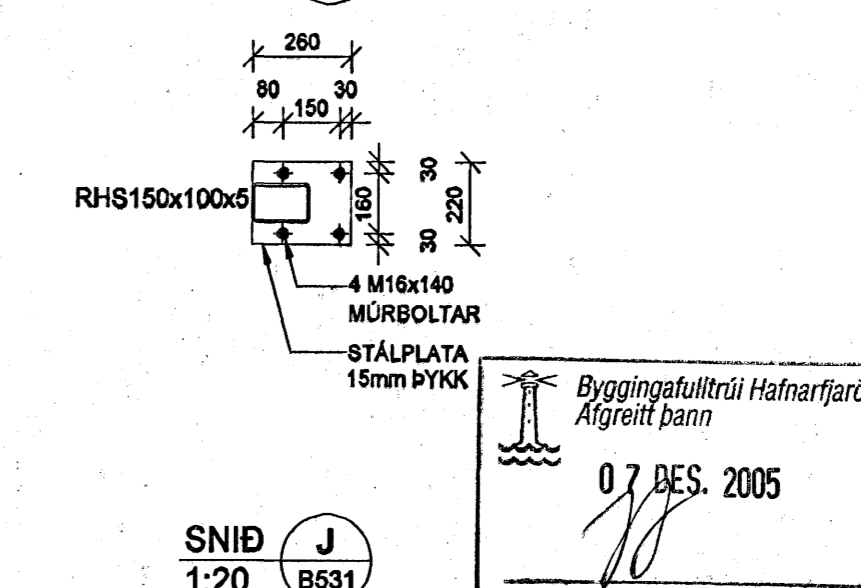 260
80
30
150
RHS150x100x5
160
30
220
30
4 M16x140
MÚRBOLTAR
STÁLPLATA
15mm ÞYKK
Byggingafulltrúi Hafnarfjarð
Afgreitt þann
07 DES. 2005
SNIÐ
J
1:20
B531